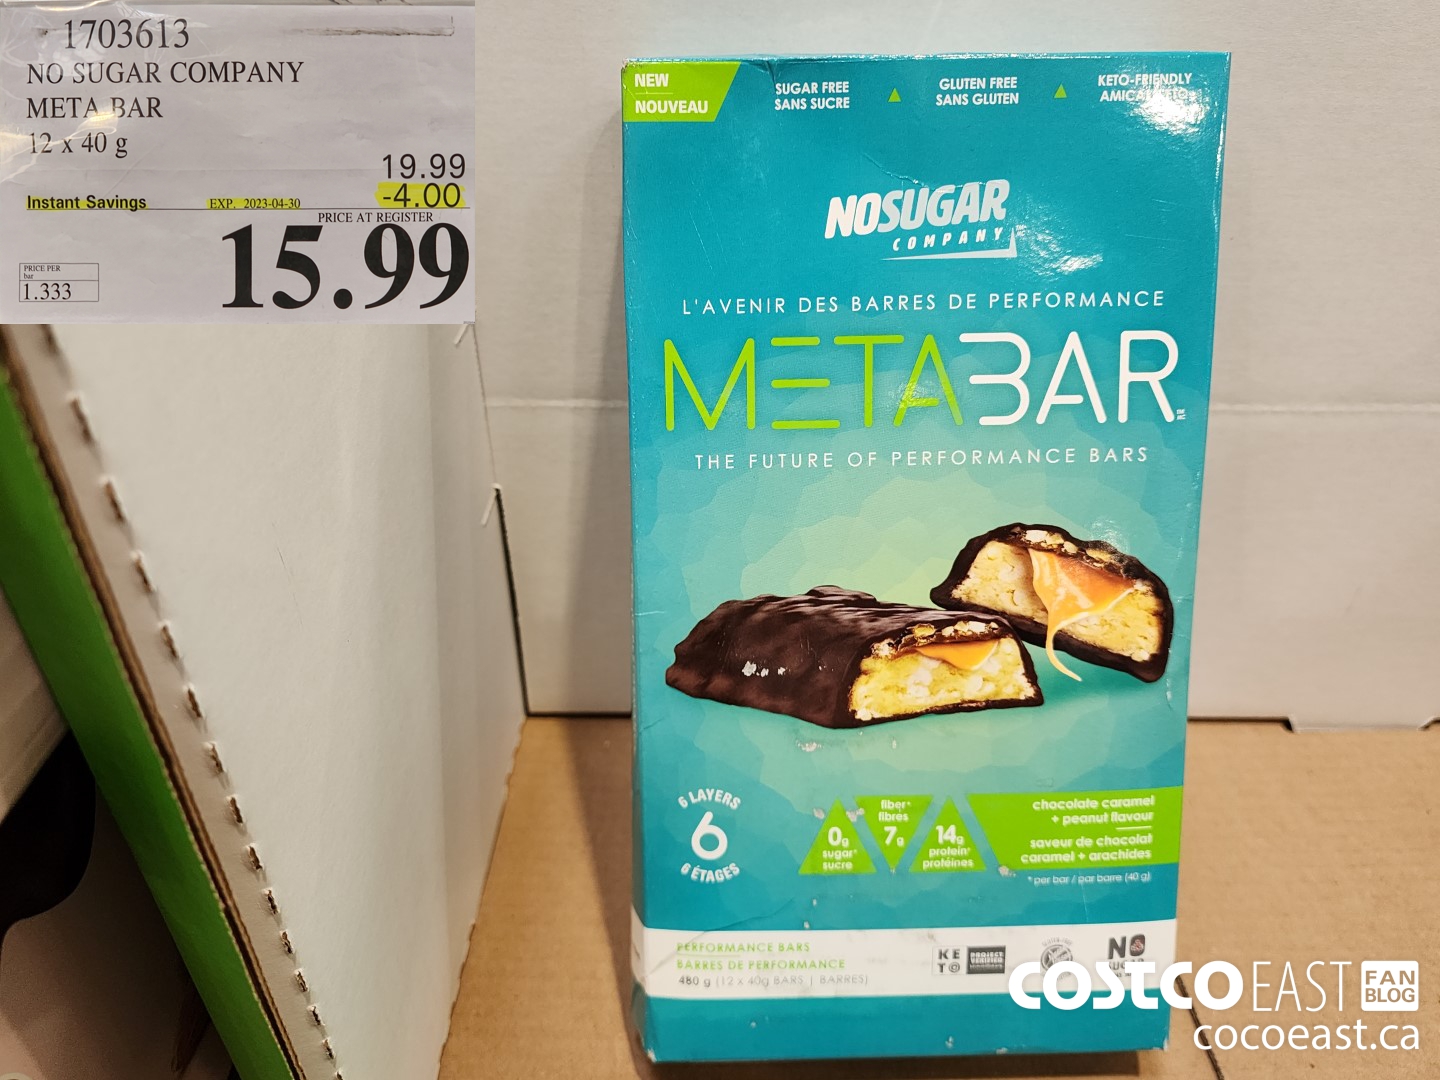 1703613
NO SUGAR COMPANY
META BAR
12 x 40 g
19.99
Instant Savings EXP. 2023-04-30 -4.00
PRICE AT REGISTER
15.99
PRICE PER
bar
1.333
NEW
NOUVEAU
SUGAR FREE
SANS SUCRE
GLUTEN FREE
SANS GLUTEN
KETO-FRIENDLY
NOSUGAR
COMPANY
L'AVENIR DES BARRES DE PERFORMANCE
METABAR
THE FUTURE OF PERFORMANCE BARS
6 LAYERS
6
6 ÉTAGES
0g
sugar*
sucre
fiber*
fibres
7g
14g
protein*
protéines
chocolate caramel
+ peanut flavour
saveur de chocolat
caramel + arachides
*per bar / par barre (40 g)
PERFORMANCE BARS
BARRES DE PERFORMANCE
480 g (12 x 40g BARS | BARRES)
KE
TO
PROJECT
VERIFIED
NO
COSTCO EAST FAN
BLOG
cocoeast.ca